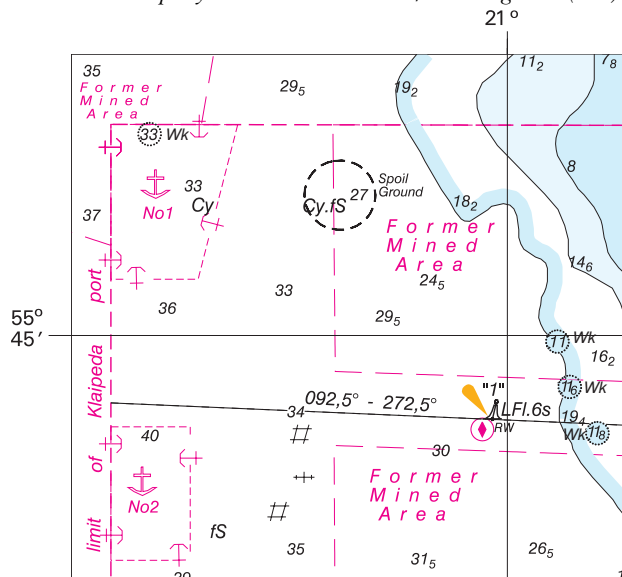 21°
35
29₅
19₂
11₂
7₈
Former
Mined
Area
33 Wk
8
33
Cy
No1
27
Spoil
Ground
Cy.fS
18₂
37
Former
Mined
Area
24₅
14₆
33
36
29₅
55°
45'
11 Wk
16₂
11₆ Wk
092,5° - 272,5°
34
"1"
LFl.6s
RW
19₄
Wk 11₈
40
30
No2
Former
Mined
Area
fS
35
31₅
26₅
limit of Klaipeda port